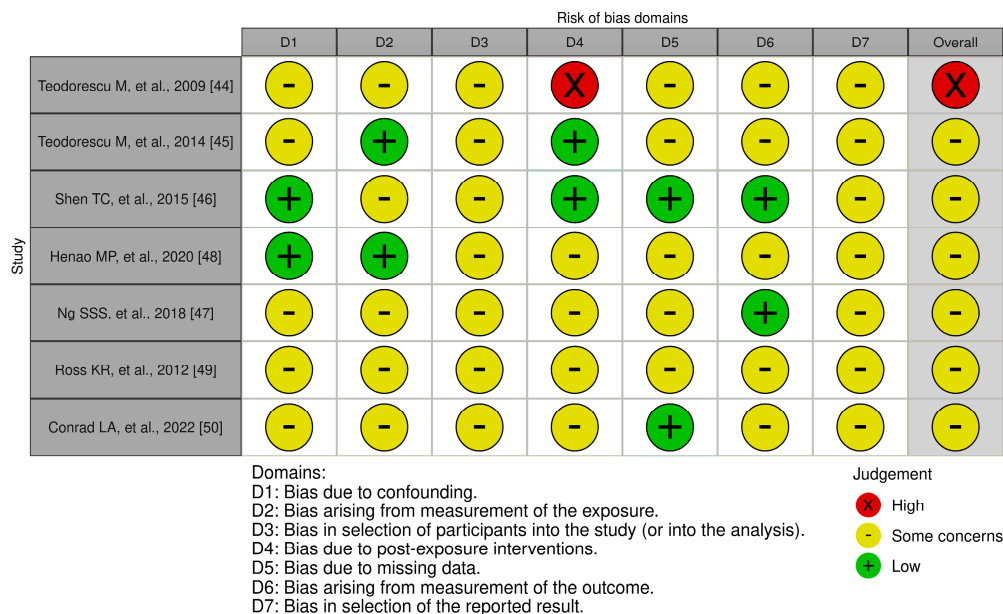 Risk of bias domains
D1 D2 D3 D4 D5 D6 D7 Overall
Study
Teodorescu M, et al., 2009 [44] - - - X - - - X
Teodorescu M, et al., 2014 [45] - + - + - - - -
Shen TC, et al., 2015 [46] + - - + + + - -
Henao MP, et al., 2020 [48] + + - - - - - -
Ng SSS. et al., 2018 [47] - - - - - + - -
Ross KR, et al., 2012 [49] - - - - - - - -
Conrad LA, et al., 2022 [50] - - - - + - - -
Domains:
D1: Bias due to confounding.
D2: Bias arising from measurement of the exposure.
D3: Bias in selection of participants into the study (or into the analysis).
D4: Bias due to post-exposure interventions.
D5: Bias due to missing data.
D6: Bias arising from measurement of the outcome.
D7: Bias in selection of the reported result.
Judgement
X High
- Some concerns
+ Low